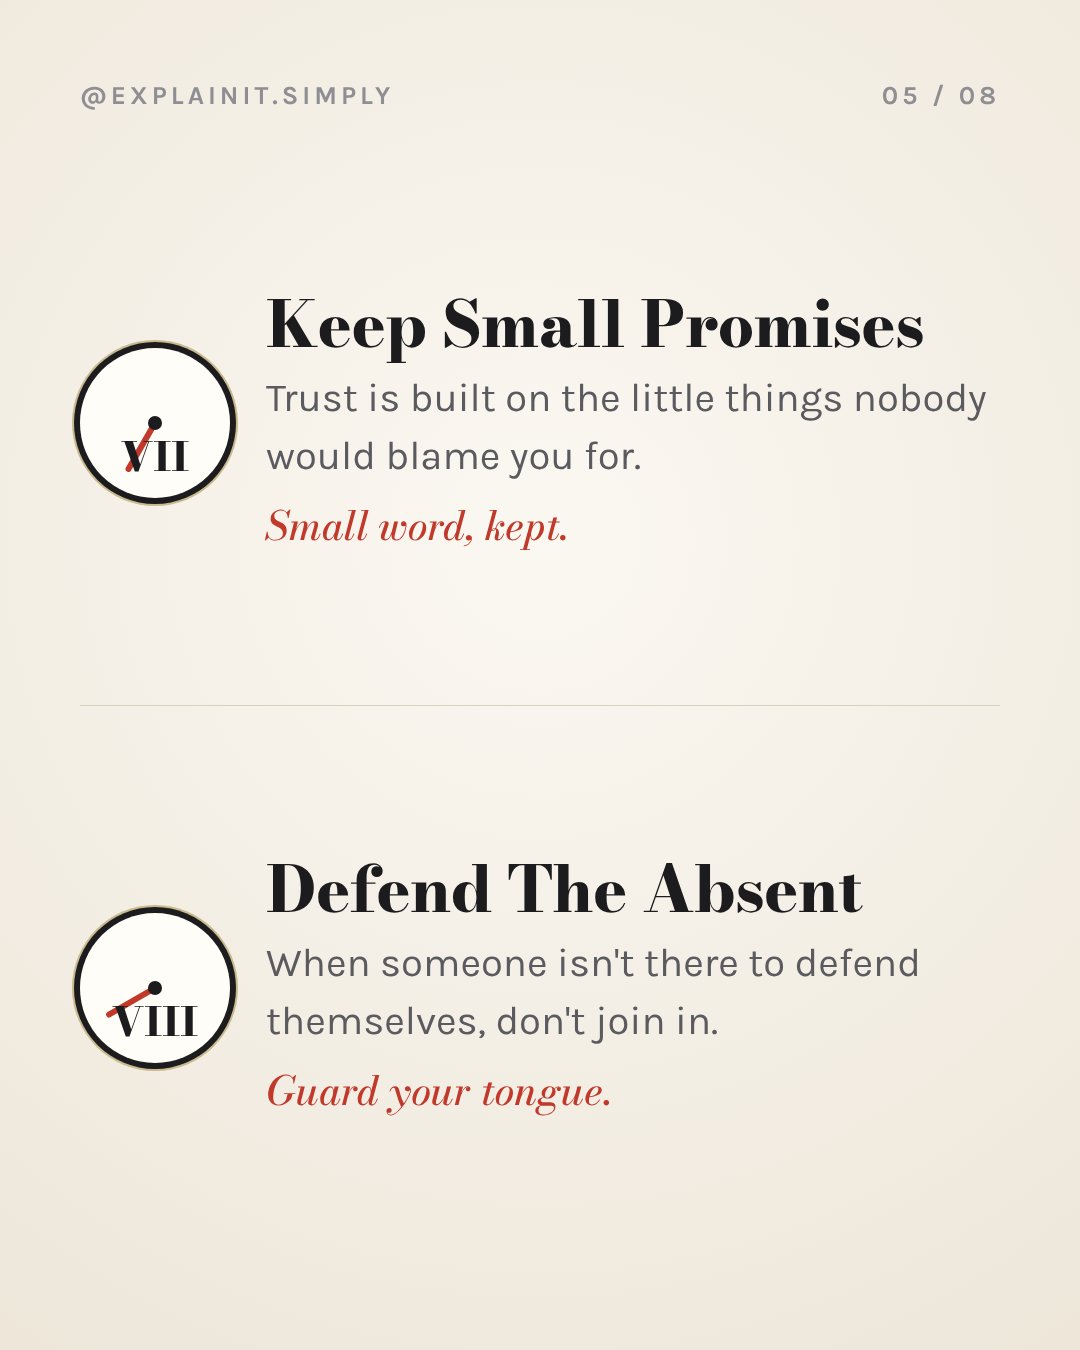 @EXPLAINIT.SIMPLY
05 / 08
Keep Small Promises
Trust is built on the little things nobody
would blame you for.
Small word, kept.
VII
Defend The Absent
When someone isn't there to defend
themselves, don't join in.
Guard your tongue.
VIII